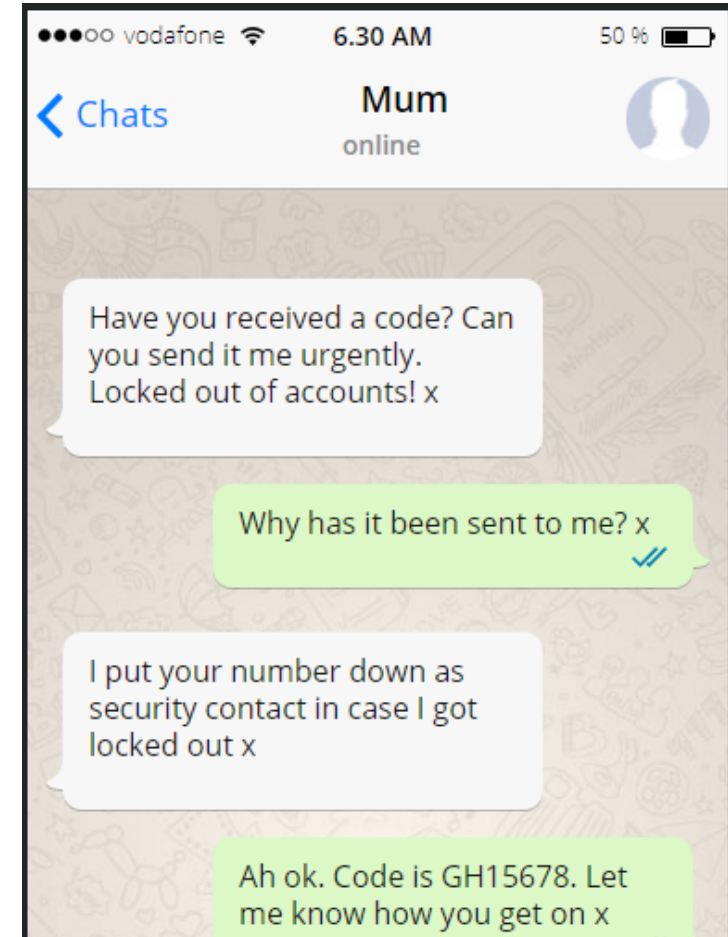 vodafone 6.30 AM 50 %
Chats Mum
online
Have you received a code? Can
you send it me urgently.
Locked out of accounts! x
Why has it been sent to me? x
I put your number down as
security contact in case I got
locked out x
Ah ok. Code is GH15678. Let
me know how you get on x